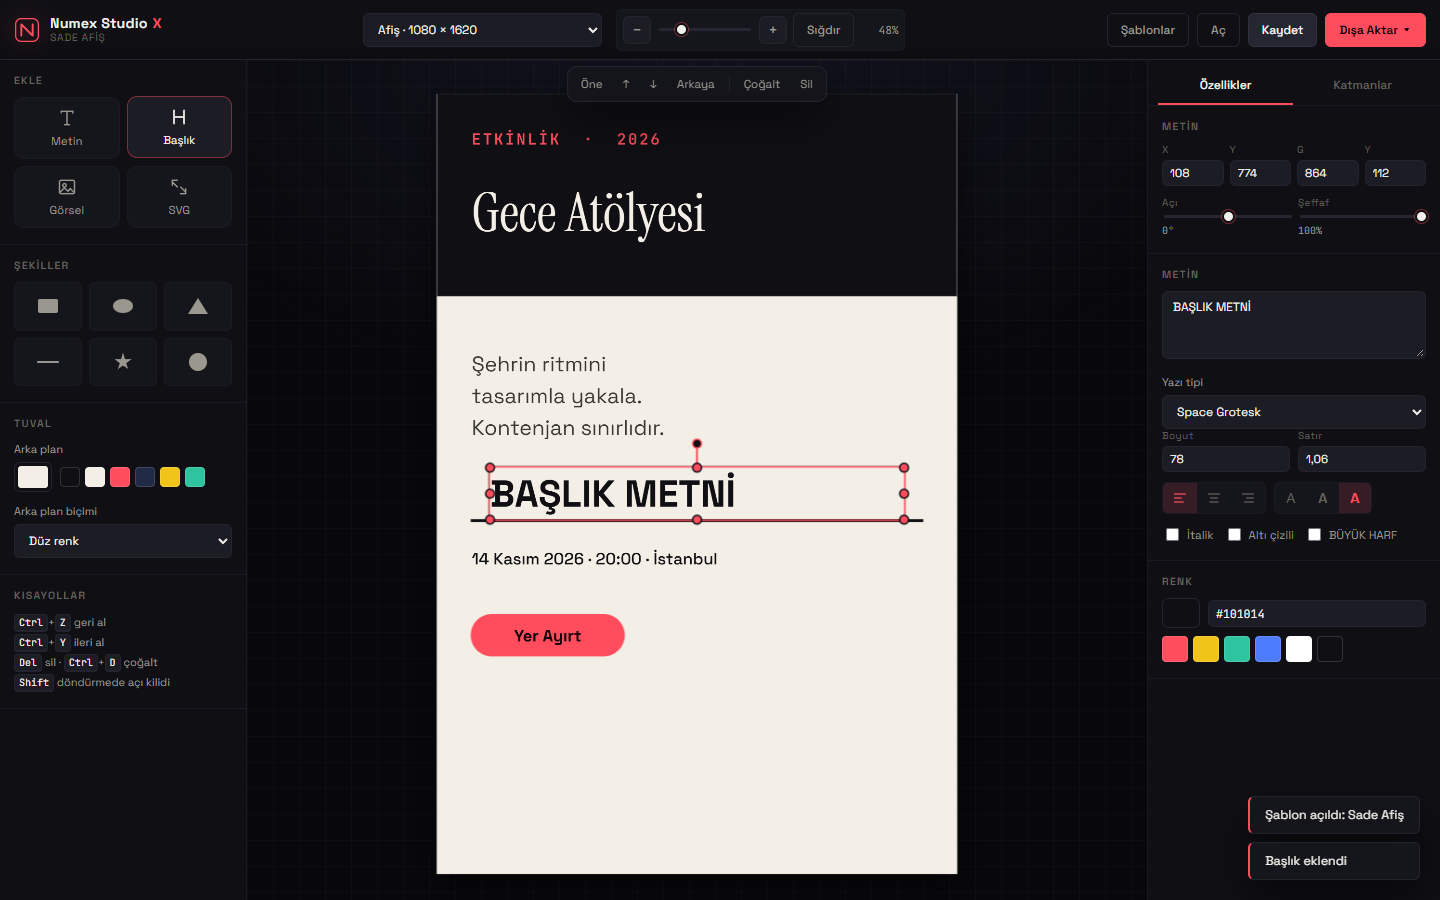 Numex Studio X
SADE AFİŞ
Afiş · 1080 × 1620
−
+
Sığdır
48%
Şablonlar
Aç
Kaydet
Dışa Aktar
EKLE
Metin
Başlık
Görsel
SVG
ŞEKİLLER
TUVAL
Arka plan
Arka plan biçimi
Düz renk
KISAYOLLAR
Ctrl + Z geri al
Ctrl + Y ileri al
Del sil · Ctrl + D çoğalt
Shift döndürmede açı kilidi
Öne ↑ ↓ Arkaya Çoğalt Sil
ETKİNLİK · 2026
Gece Atölyesi
Şehrin ritmini
tasarımla yakala.
Kontenjan sınırlıdır.
BAŞLIK METNİ
14 Kasım 2026 · 20:00 · İstanbul
Yer Ayırt
Özellikler
Katmanlar
METİN
X Y G Y
108 774 864 112
Açı Şeffaf
0° 100%
METİN
BAŞLIK METNİ
Yazı tipi
Space Grotesk
Boyut Satır
78 1,06
A A A
İtalik Altı çizili BÜYÜK HARF
RENK
#101014
Şablon açıldı: Sade Afiş
Başlık eklendi